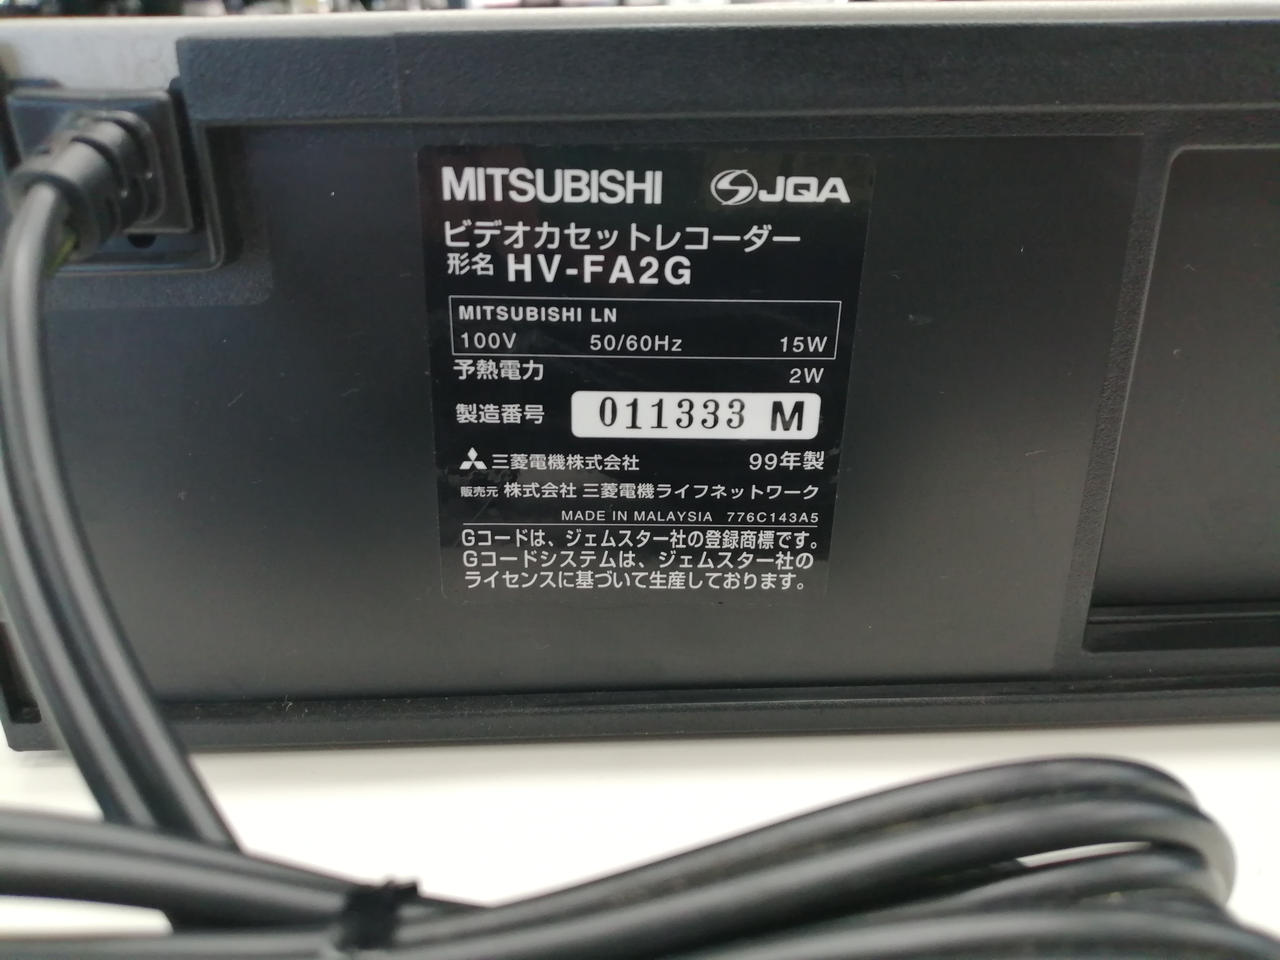 MITSUBISHI JQA
ビデオカセットレコーダー
形名 HV-FA2G
MITSUBISHI LN
100V 50/60Hz 15W
予熱電力 2W
製造番号 011333 M
三菱電機株式会社 99年製
販売元 株式会社 三菱電機ライフネットワーク
MADE IN MALAYSIA 776C143A5
Gコードは、ジェムスター社の登録商標です。
Gコードシステムは、ジェムスター社の
ライセンスに基づいて生産しております。